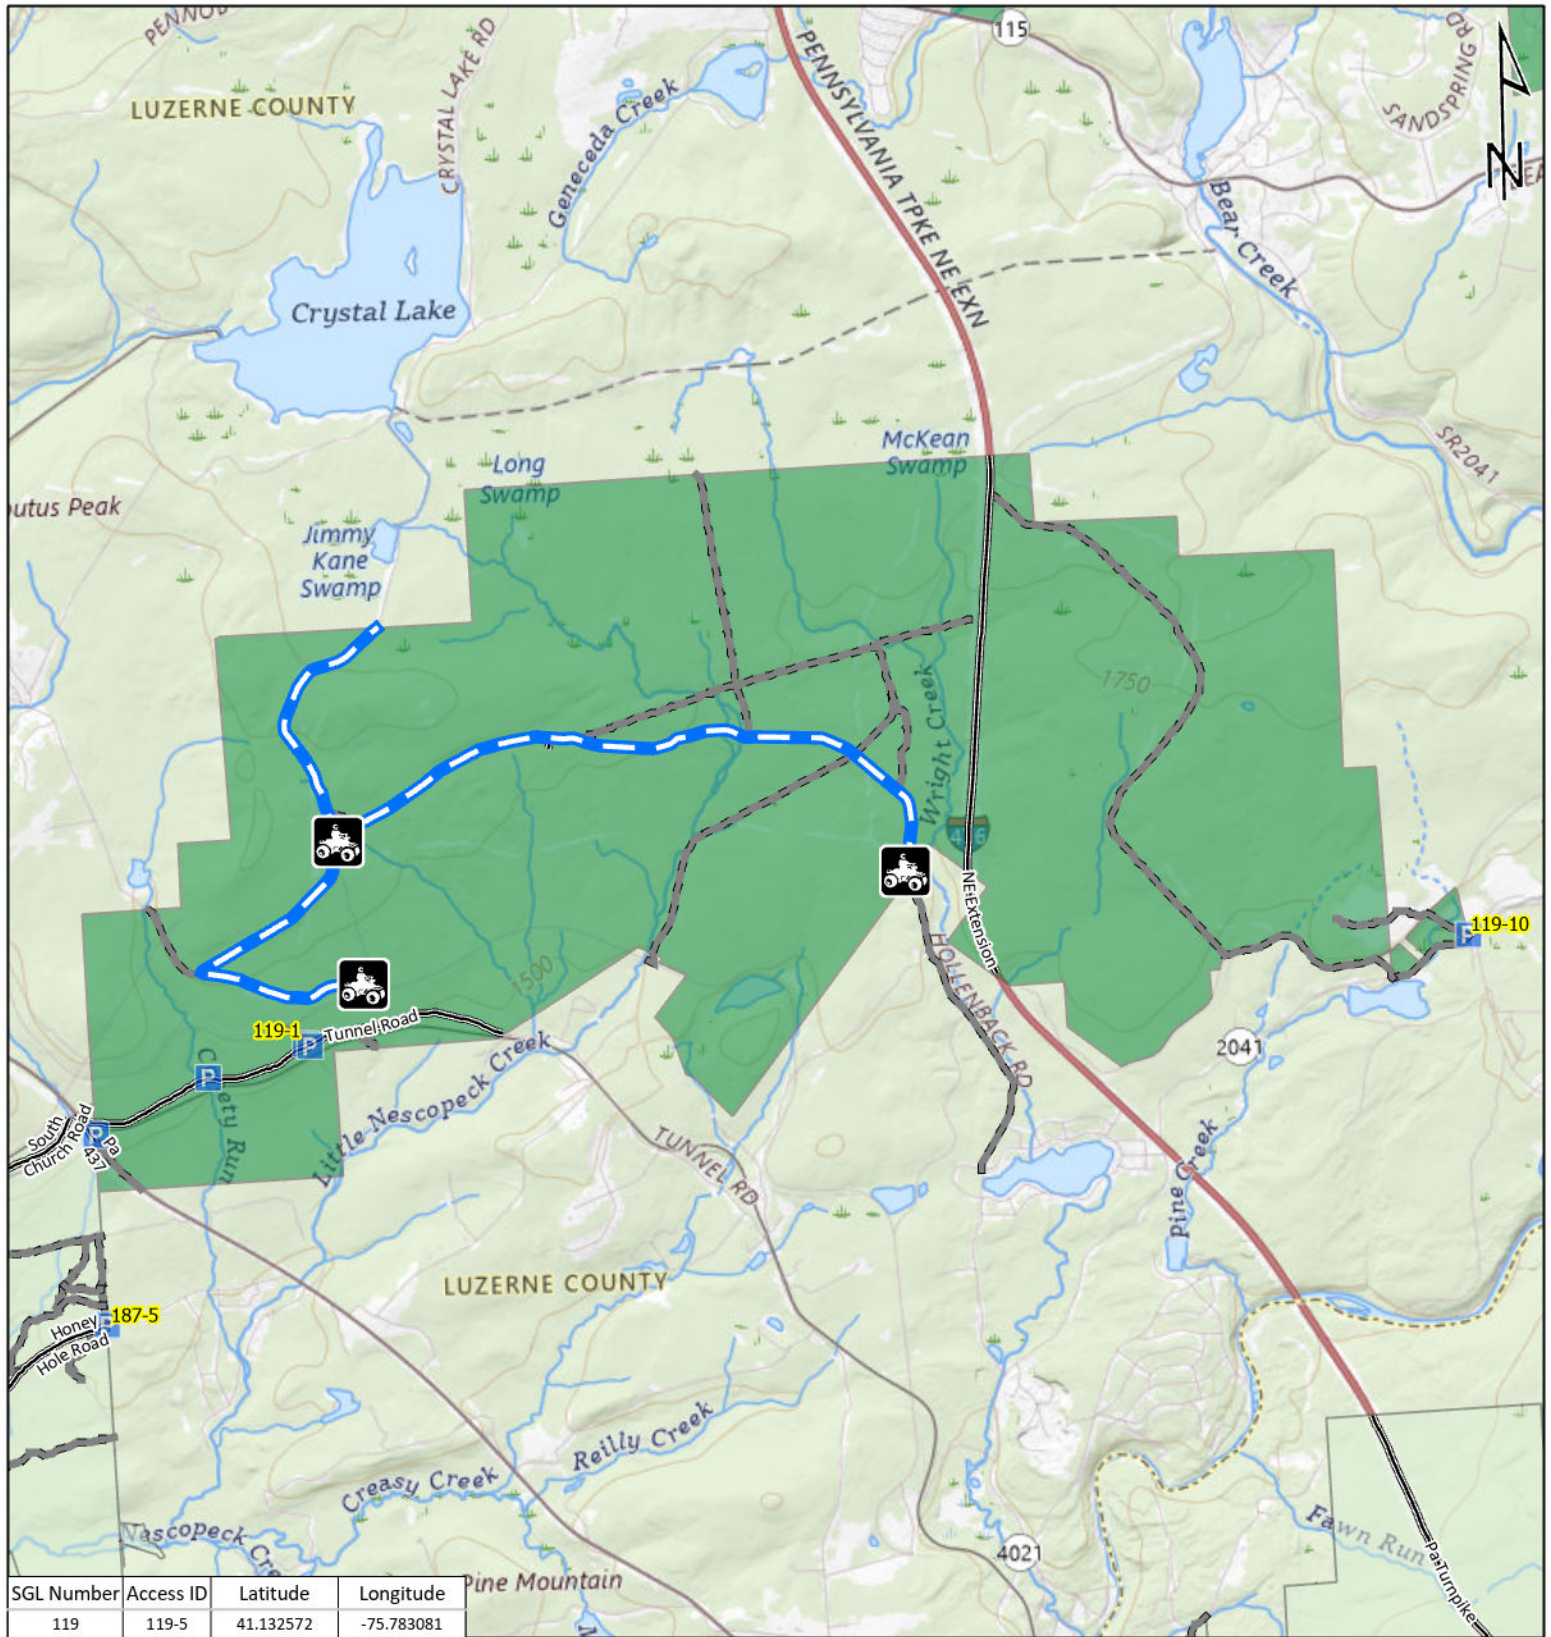 115
LUZERNE COUNTY
CRYSTAL LAKE RD
Geneceda Creek
PENNSYLVANIA TPKE NE EXN
SANDSPRING RD
N
Bear Creek
Crystal Lake
McKean
Swamp
Long
Swamp
SR2041
utus Peak
Jimmy
Kane
Swamp
1750
Wright Creek
NE Extension
119-10
P
HOLLENBACK RD
1500
119-1
P
Tunnel Road
P
2041
Little Nescopeck Creek
South
Church Road
P
Pa
437
Run
TUNNEL RD
Pine Creek
LUZERNE COUNTY
187-5
Honey
Hole Road
Reilly Creek
Creasy Creek
Fawn Run
4021
Pa Turnpike
Pine Mountain
SGL Number Access ID Latitude Longitude
119 119-5 41.132572 -75.783081